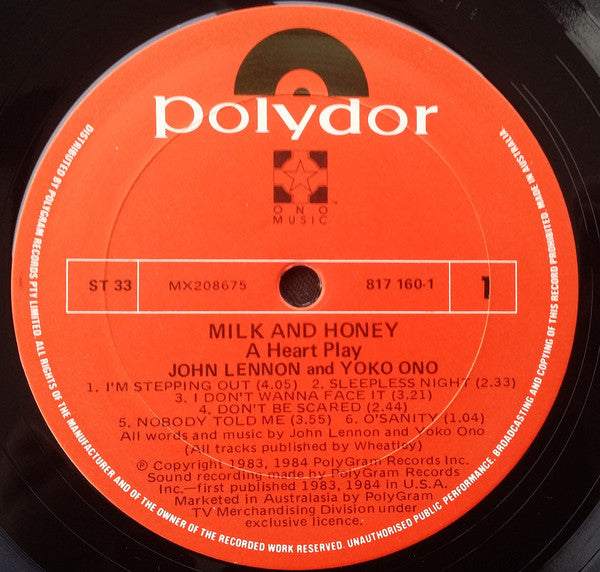 polydor
ONO ™
MUSIC
ST 33 MX208675 817 160-1 1
MILK AND HONEY
A Heart Play
JOHN LENNON and YOKO ONO
1. I'M STEPPING OUT (4.05) 2. SLEEPLESS NIGHT (2.33)
3. I DON'T WANNA FACE IT (3.21)
4. DON'T BE SCARED (2.44)
5. NOBODY TOLD ME (3.55) 6. O'SANITY (1.04)
All words and music by John Lennon and Yoko Ono
(All tracks published by Wheatley)
℗ Copyright 1983, 1984 PolyGram Records Inc.
Sound recording made by PolyGram Records
Inc.—first published 1983, 1984 in U.S.A.
Marketed in Australasia by PolyGram
TV Merchandising Division under
exclusive licence.
DISTRIBUTED BY POLYGRAM RECORDS PTY LIMITED. ALL RIGHTS OF THE MANUFACTURER AND OF THE OWNER OF THE RECORDED WORK RESERVED. UNAUTHORISED PUBLIC PERFORMANCE, BROADCASTING AND COPYING OF THIS RECORD PROHIBITED. MADE IN AUSTRALIA.